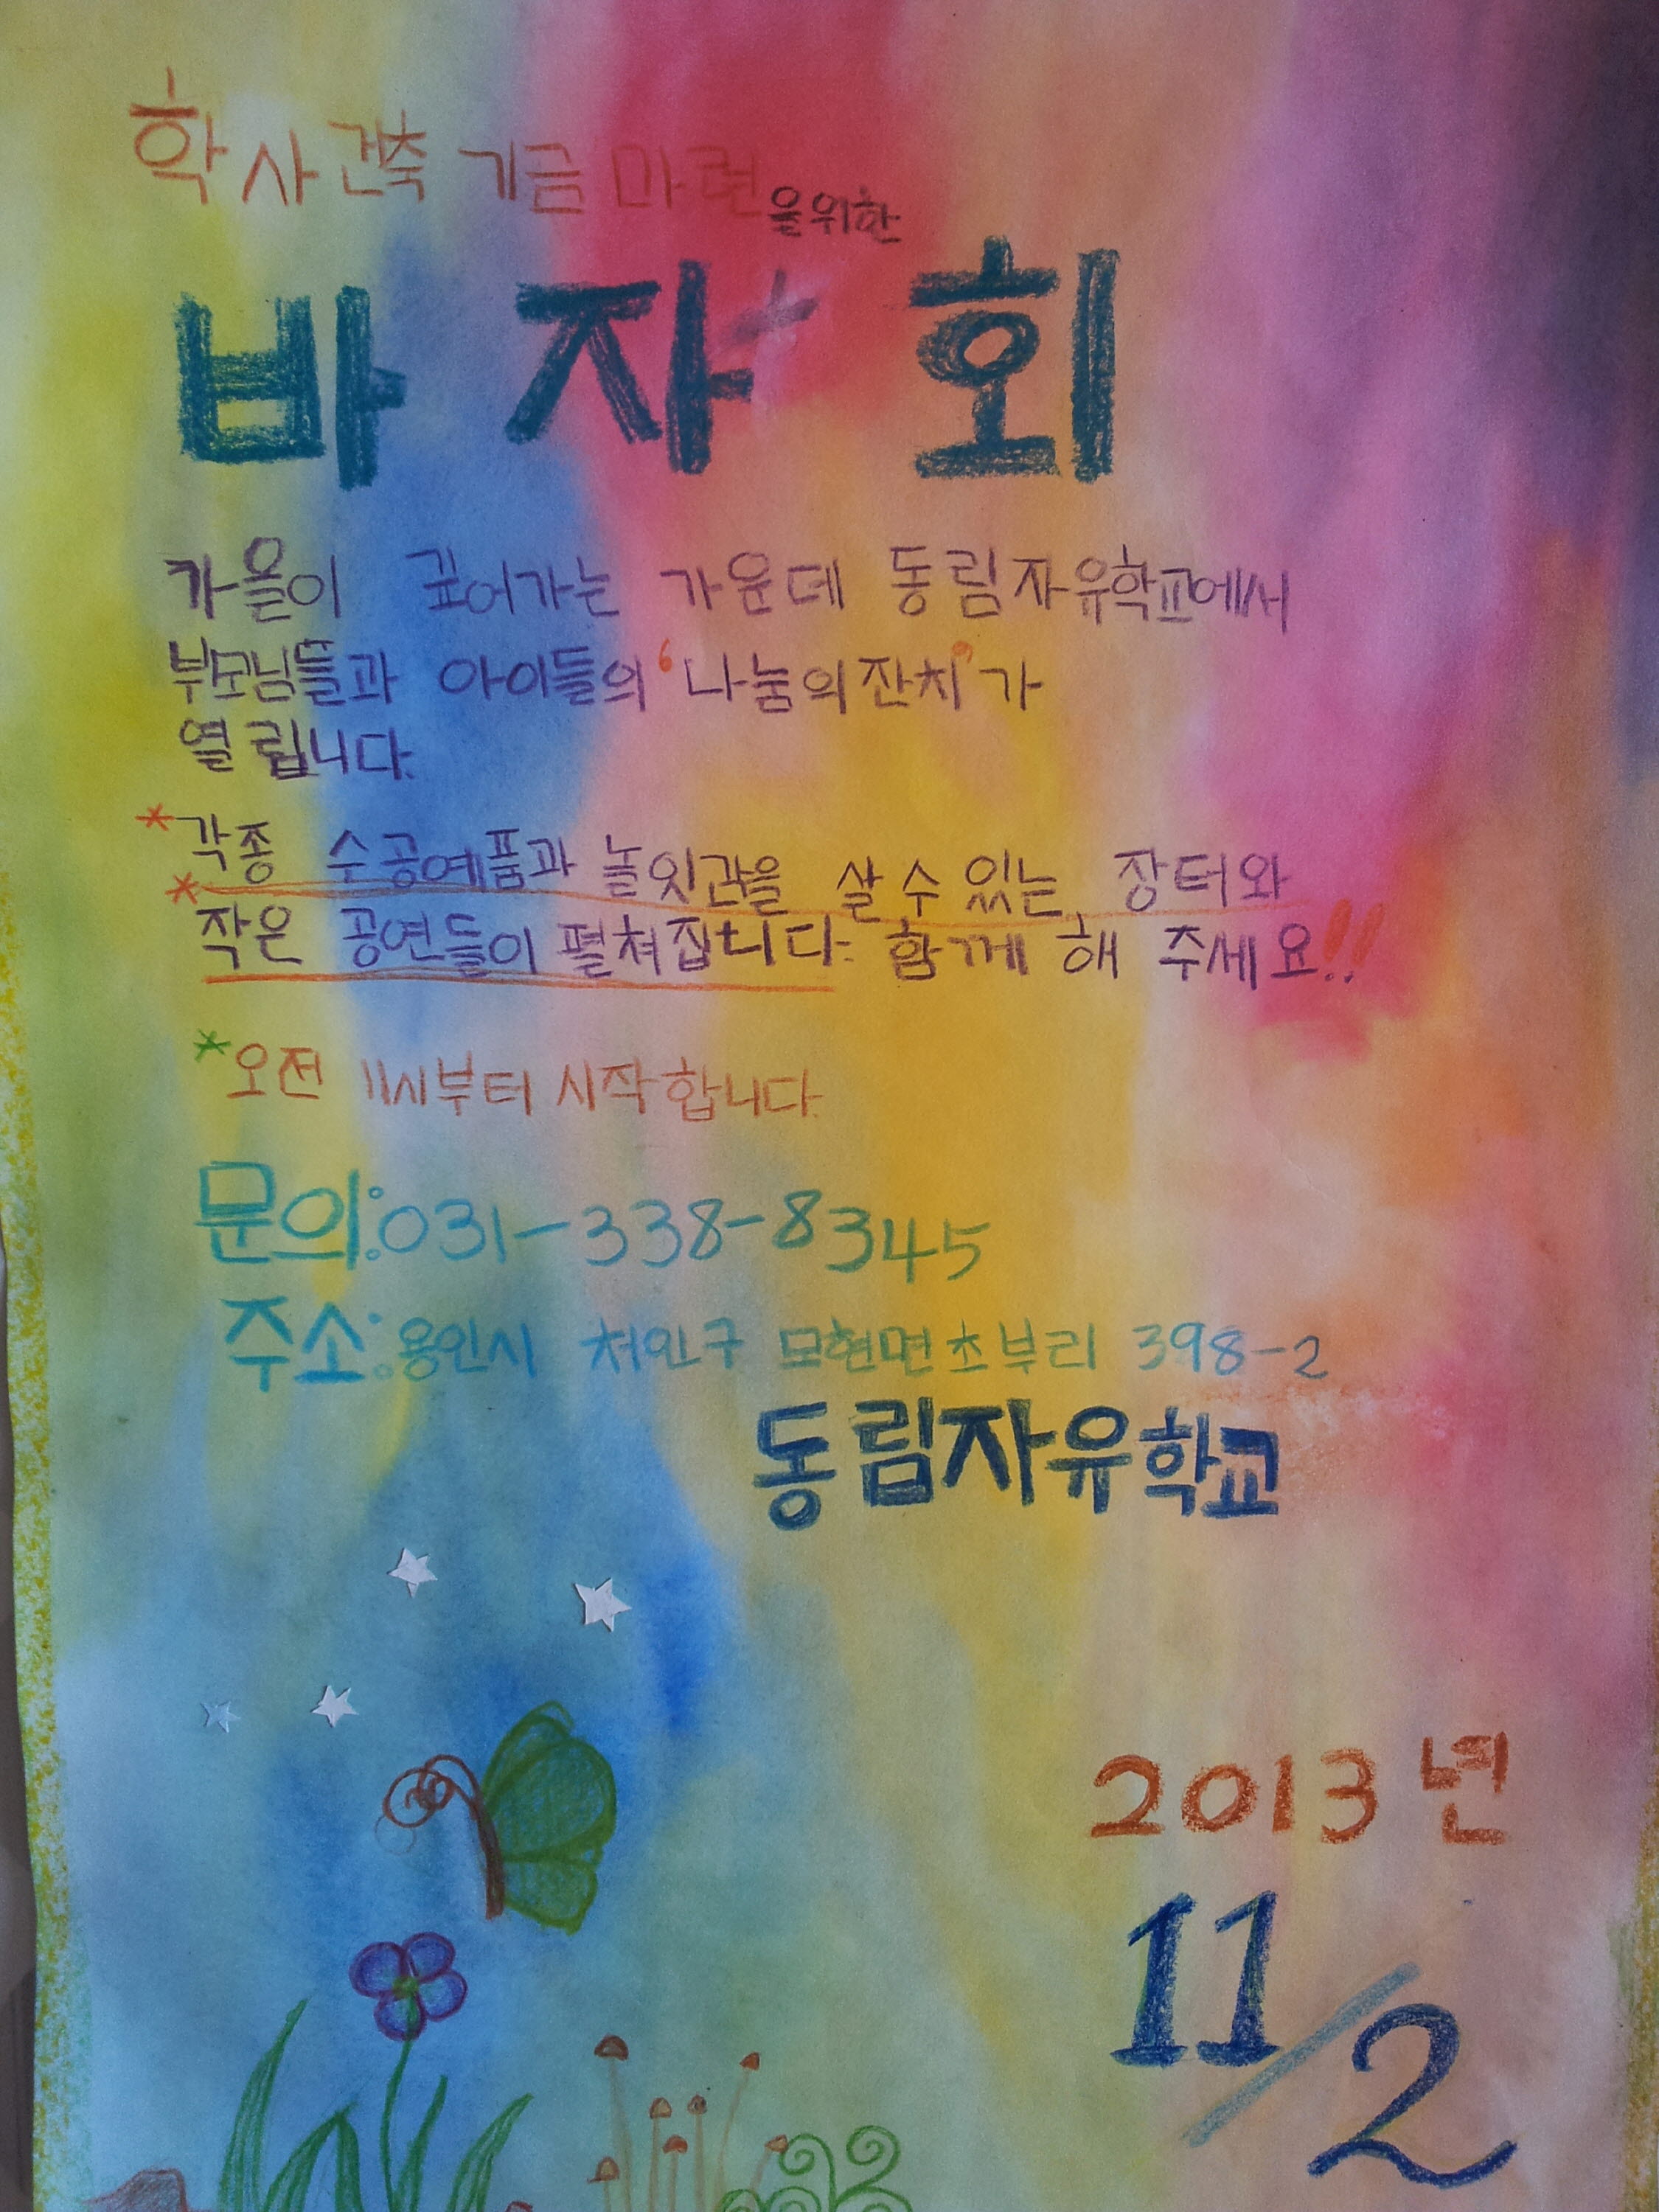 학사 건축 기금 마련을 위한
바자회
가을이 깊어가는 가운데 동림자유학교에서
부모님들과 아이들의 '나눔의 잔치'가
열립니다.
*각종 수공예품과 놀잇감을 살 수 있는 장터와
*작은 공연들이 펼쳐집니다. 함께 해 주세요!!
*오전 11시부터 시작합니다.
문의:031-338-8345
주소:용인시 처인구 모현면 초부리 398-2
동림자유학교
2013년
11/2